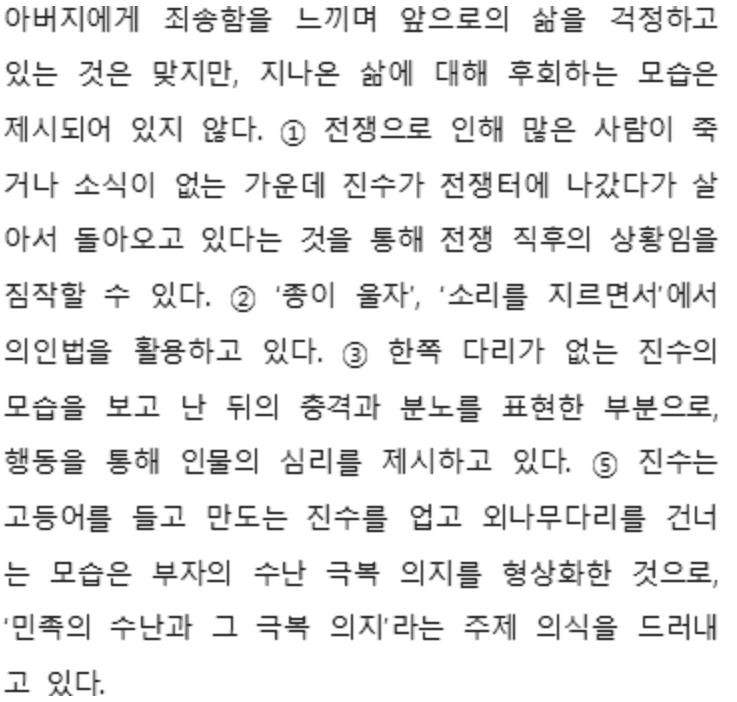 아버지에게 죄송함을 느끼며 앞으로의 삶을 걱정하고
있는 것은 맞지만, 지나온 삶에 대해 후회하는 모습은
제시되어 있지 않다. ① 전쟁으로 인해 많은 사람이 죽
거나 소식이 없는 가운데 진수가 전쟁터에 나갔다가 살
아서 돌아오고 있다는 것을 통해 전쟁 직후의 상황임을
짐작할 수 있다. ② ‘종이 울자’, ‘소리를 지르면서’에서
의인법을 활용하고 있다. ③ 한쪽 다리가 없는 진수의
모습을 보고 난 뒤의 충격과 분노를 표현한 부분으로,
행동을 통해 인물의 심리를 제시하고 있다. ⑤ 진수는
고등어를 들고 만도는 진수를 업고 외나무다리를 건너
는 모습은 부자의 수난 극복 의지를 형상화한 것으로,
‘민족의 수난과 그 극복 의지’라는 주제 의식을 드러내
고 있다.